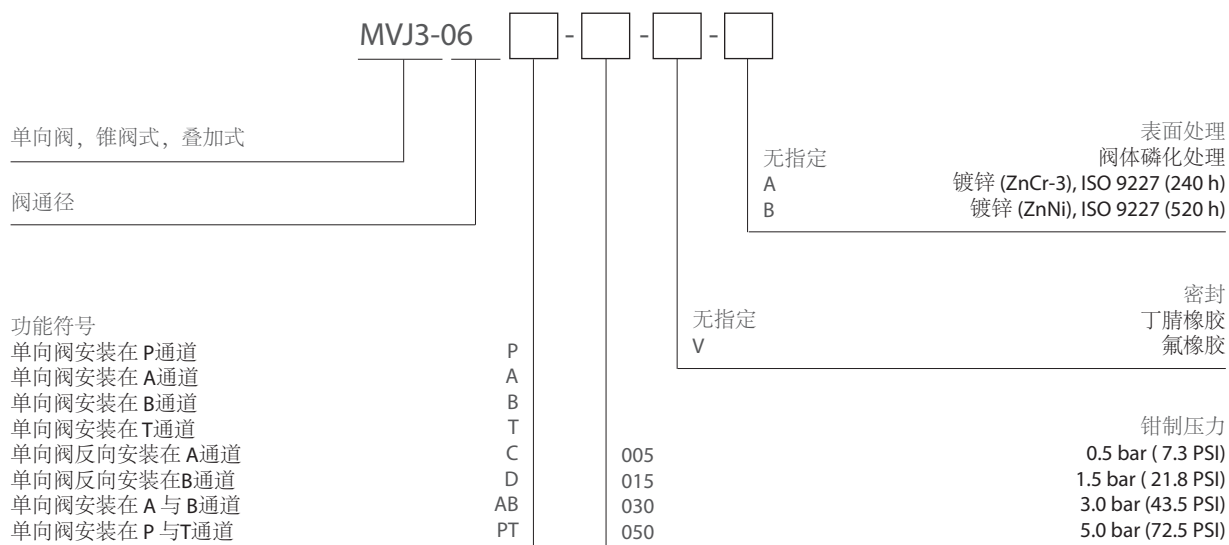 MVJ3-06 - - -
单向阀，锥阀式，叠加式
阀通径
表面处理
无指定 阀体磷化处理
A 镀锌 (ZnCr-3), ISO 9227 (240 h)
B 镀锌 (ZnNi), ISO 9227 (520 h)
密封
无指定 丁腈橡胶
V 氟橡胶
功能符号
单向阀安装在 P通道 P
单向阀安装在 A通道 A
单向阀安装在 B通道 B
单向阀安装在 T通道 T
单向阀反向安装在 A通道 C
单向阀反向安装在B通道 D
单向阀安装在 A 与 B通道 AB
单向阀安装在 P 与T通道 PT
钳制压力
005 0.5 bar ( 7.3 PSI)
015 1.5 bar ( 21.8 PSI)
030 3.0 bar (43.5 PSI)
050 5.0 bar (72.5 PSI)